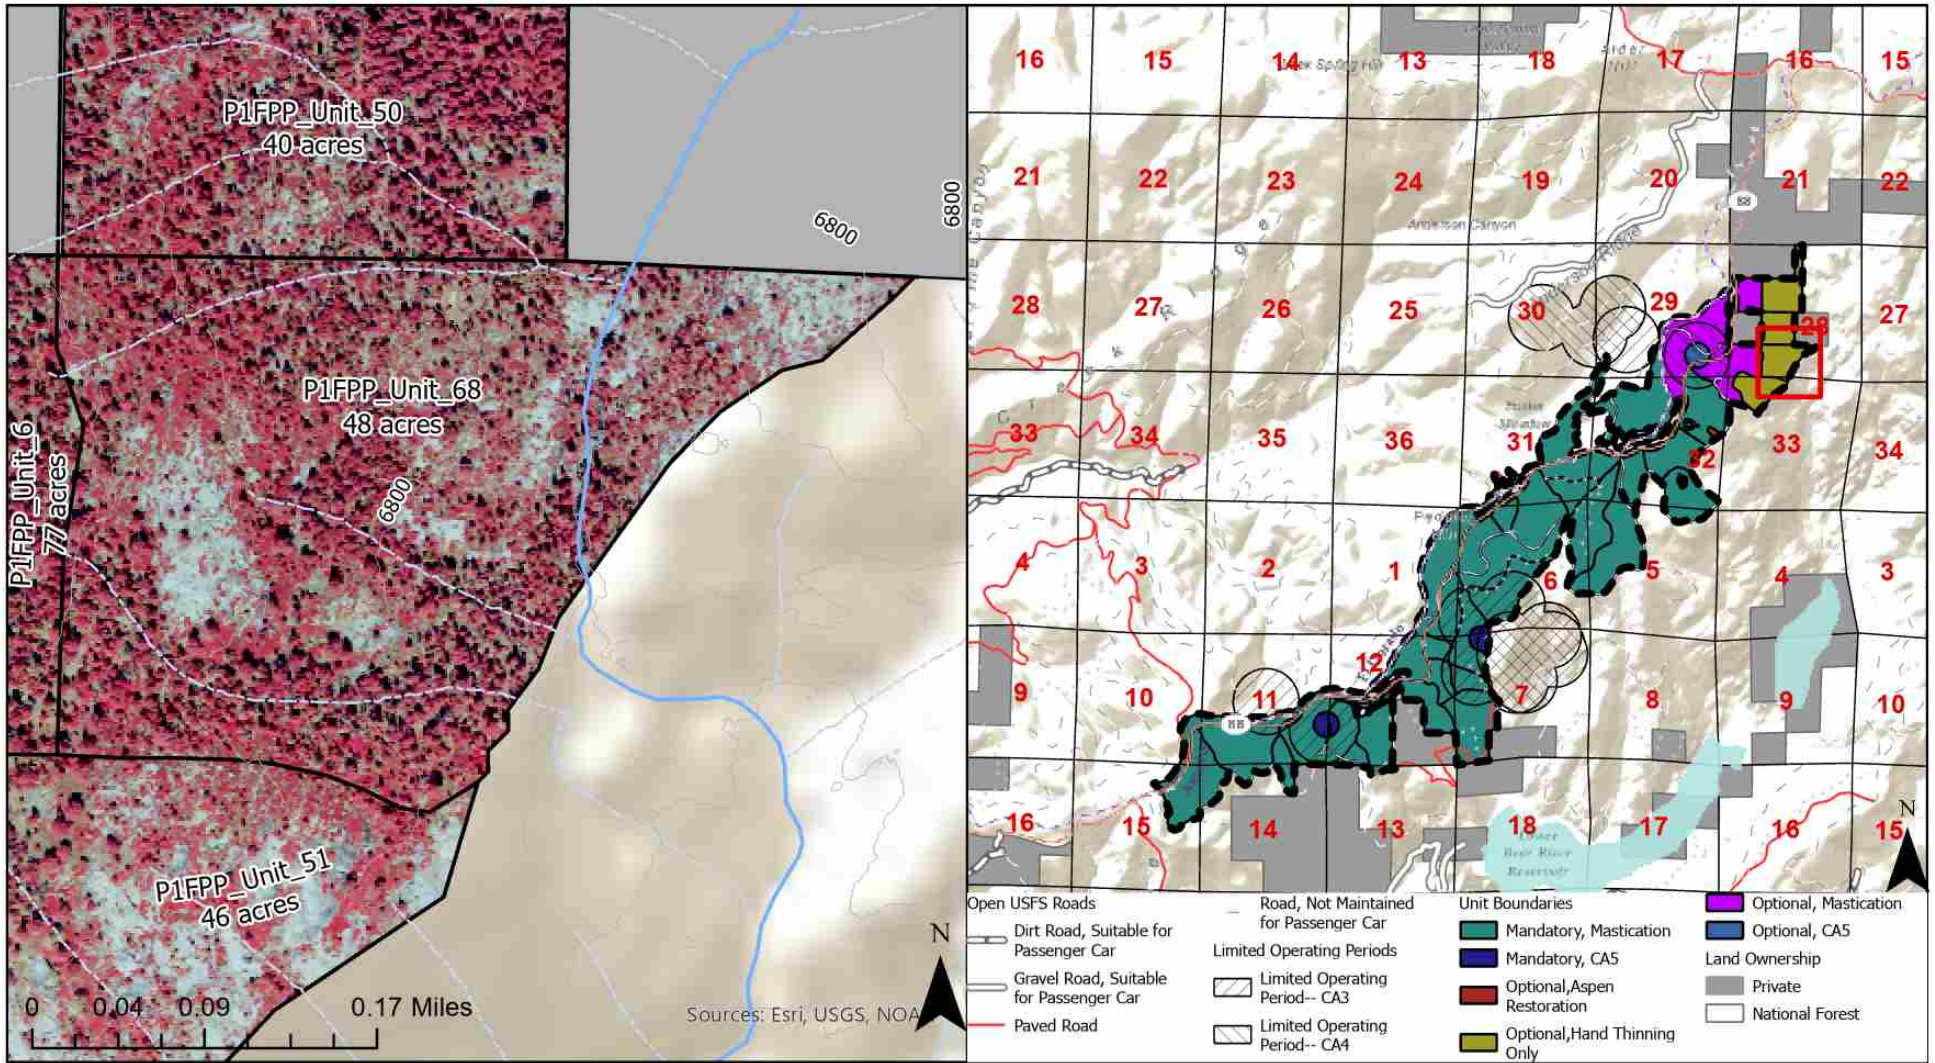 P1FPP_Unit_50
40 acres
6800
6800
P1FPP_Unit_68
48 acres
6800
P1FPP_Unit_6
77 acres
P1FPP_Unit_51
46 acres
0 0.04 0.09 0.17 Miles
N
Sources: Esri, USGS, NOA
16 15 14 13 18 17 16 15
Spring Hill
21 22 23 24 19 20 21 22
88
Anderson Canyon
28 27 26 25 30 29 28 27
33 34 35 36 31 32 33 34
4 3 2 1 6 5 4 3
9 10 11 12 7 8 9 10
88
16 15 14 13 18 17 16 15
Bear River
Reservoir
N
Open USFS Roads
Dirt Road, Suitable for
Passenger Car
Gravel Road, Suitable
for Passenger Car
Paved Road
Road, Not Maintained
for Passenger Car
Limited Operating Periods
Limited Operating
Period-- CA3
Limited Operating
Period-- CA4
Unit Boundaries
Mandatory, Mastication
Mandatory, CA5
Optional,Aspen
Restoration
Optional,Hand Thinning
Only
Optional, Mastication
Optional, CA5
Land Ownership
Private
National Forest